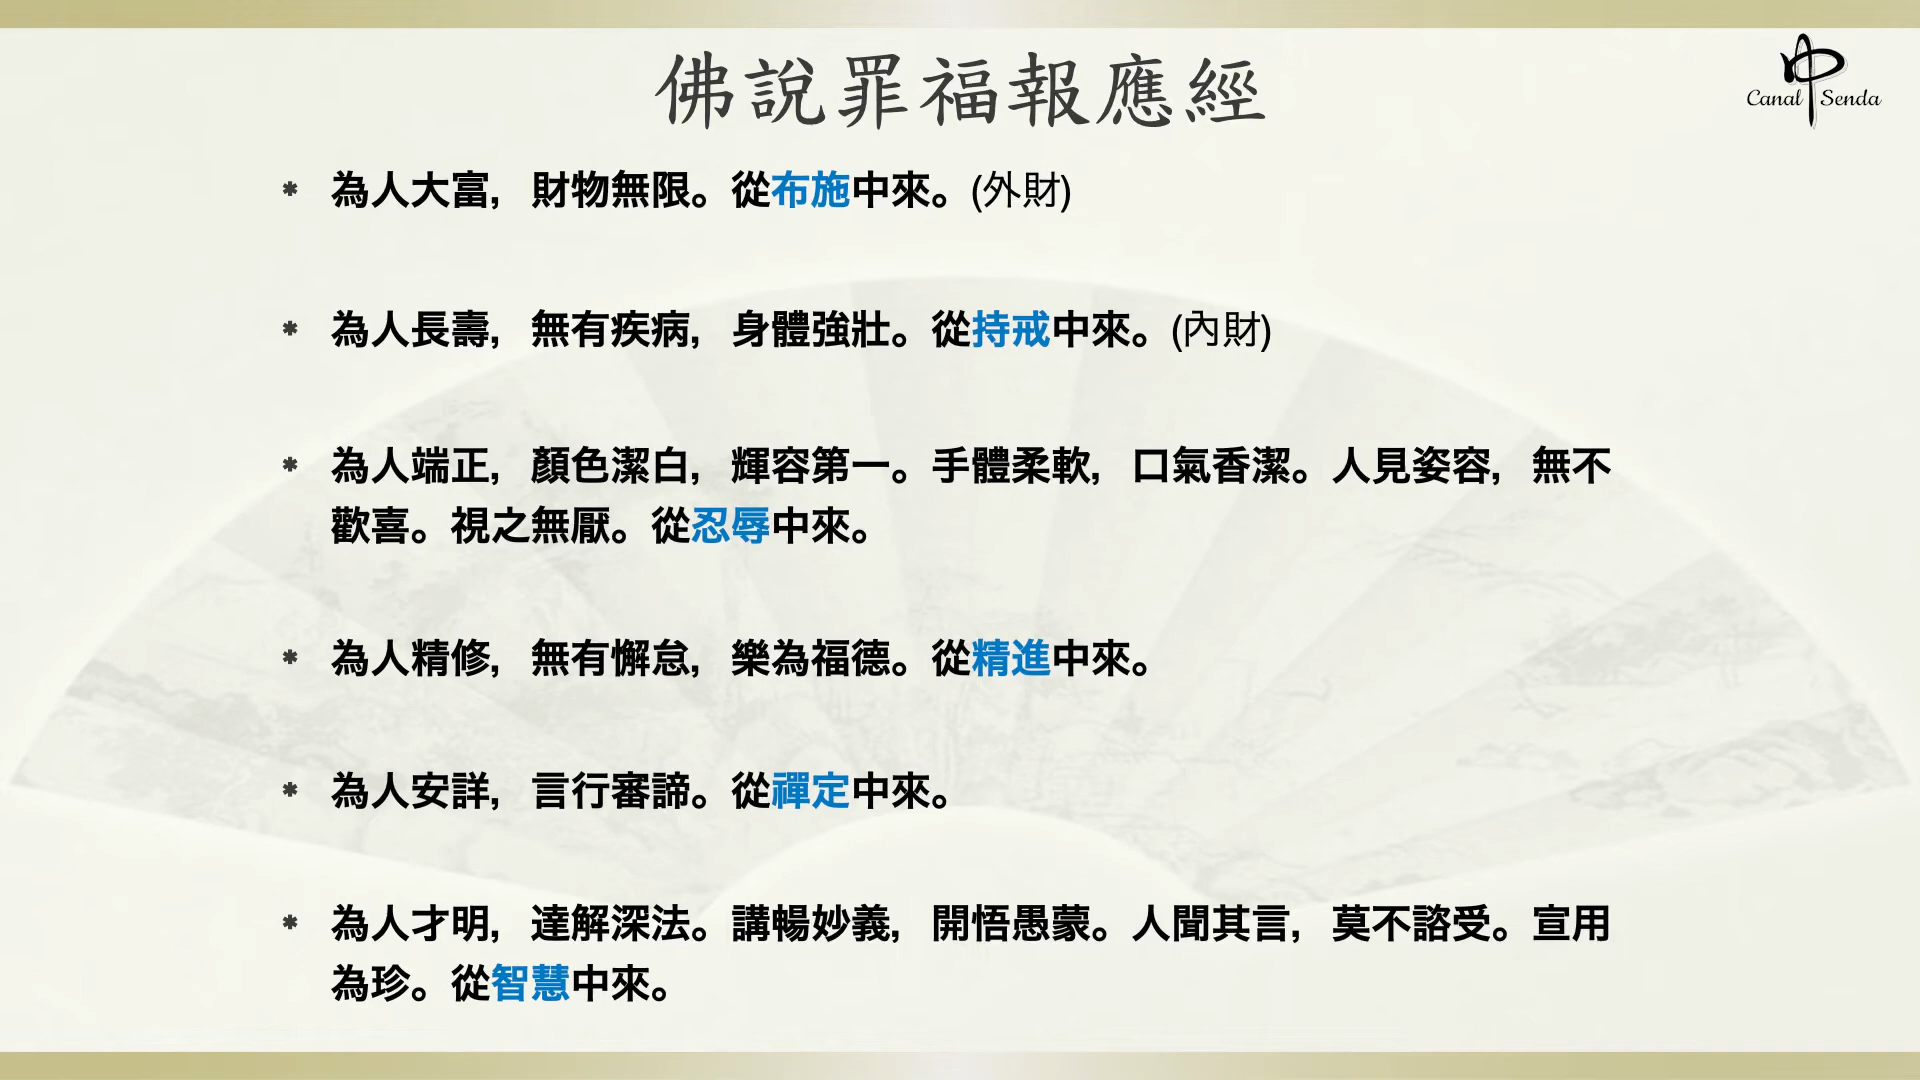 佛說罪福報應經
Canal Senda
* 為人大富，財物無限。從布施中來。(外財)
* 為人長壽，無有疾病，身體強壯。從持戒中來。(內財)
* 為人端正，顏色潔白，輝容第一。手體柔軟，口氣香潔。人見姿容，無不
歡喜。視之無厭。從忍辱中來。
* 為人精修，無有懈怠，樂為福德。從精進中來。
* 為人安詳，言行審諦。從禪定中來。
* 為人才明，達解深法。講暢妙義，開悟愚蒙。人聞其言，莫不諮受。宣用
為珍。從智慧中來。